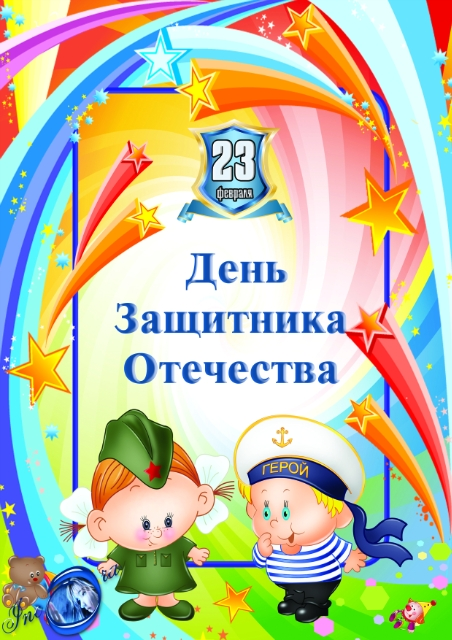 23
февраля
День
Защитника
Отечества
ГЕРОЙ